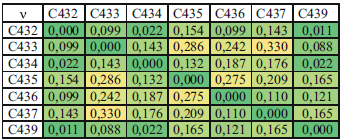 ν C432 C433 C434 C435 C436 C437 C439
C432 0,000 0,099 0,022 0,154 0,099 0,143 0,011
C433 0,099 0,000 0,143 0,286 0,242 0,330 0,088
C434 0,022 0,143 0,000 0,132 0,187 0,176 0,022
C435 0,154 0,286 0,132 0,000 0,275 0,209 0,165
C436 0,099 0,242 0,187 0,275 0,000 0,110 0,121
C437 0,143 0,330 0,176 0,209 0,110 0,000 0,165
C439 0,011 0,088 0,022 0,165 0,121 0,165 0,000